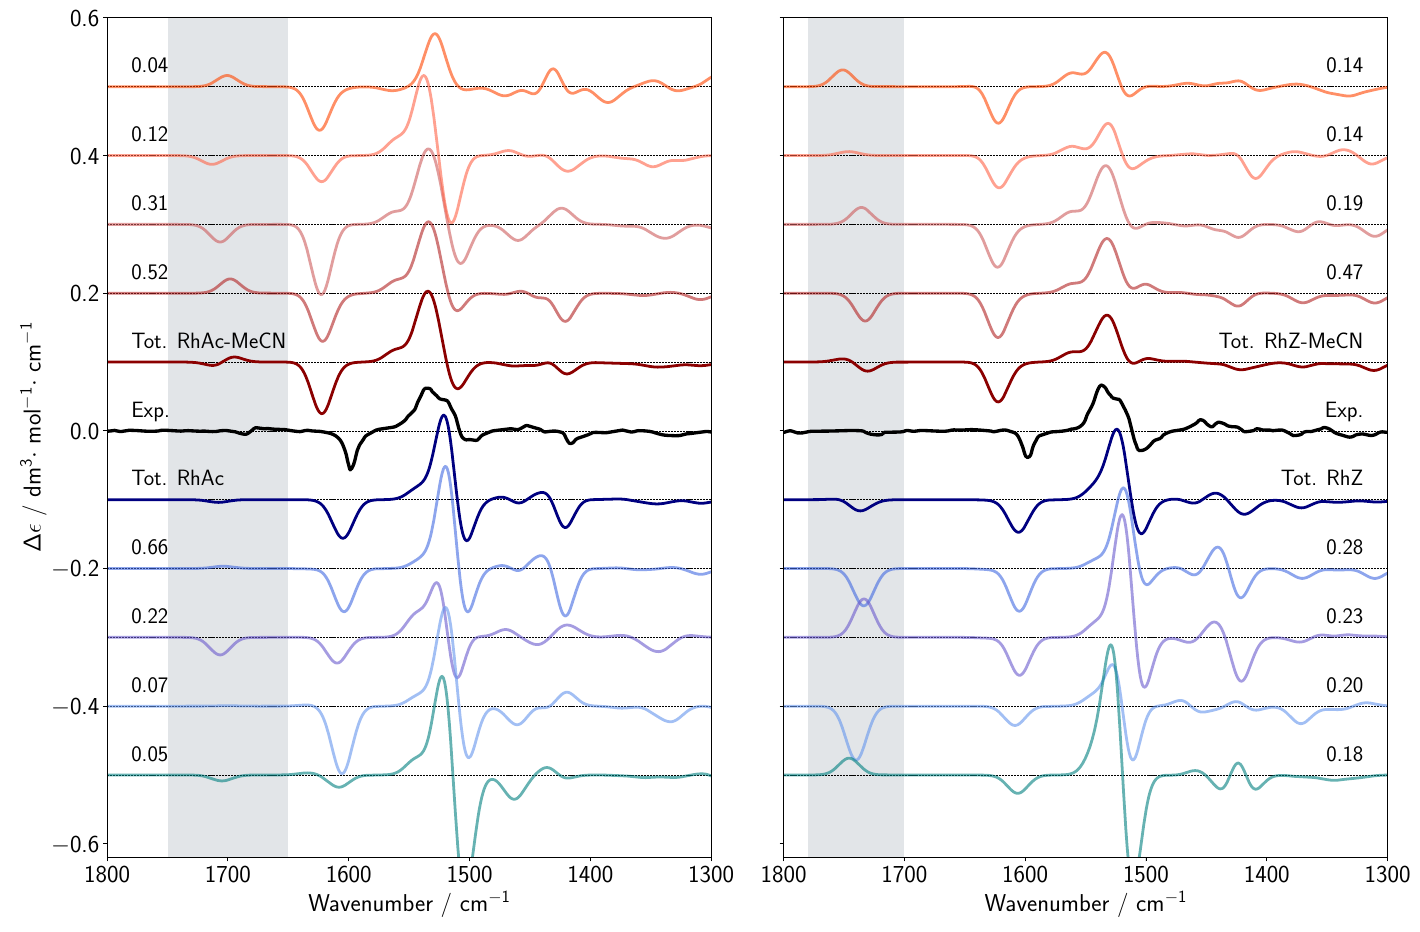 0.6
0.4
0.2
0.0
−0.2
−0.4
−0.6
Δϵ / dm³· mol⁻¹· cm⁻¹
0.04
0.12
0.31
0.52
Tot. RhAc-MeCN
Exp.
Tot. RhAc
0.66
0.22
0.07
0.05
1800 1700 1600 1500 1400 1300
Wavenumber / cm⁻¹
0.14
0.14
0.19
0.47
Tot. RhZ-MeCN
Exp.
Tot. RhZ
0.28
0.23
0.20
0.18
1800 1700 1600 1500 1400 1300
Wavenumber / cm⁻¹